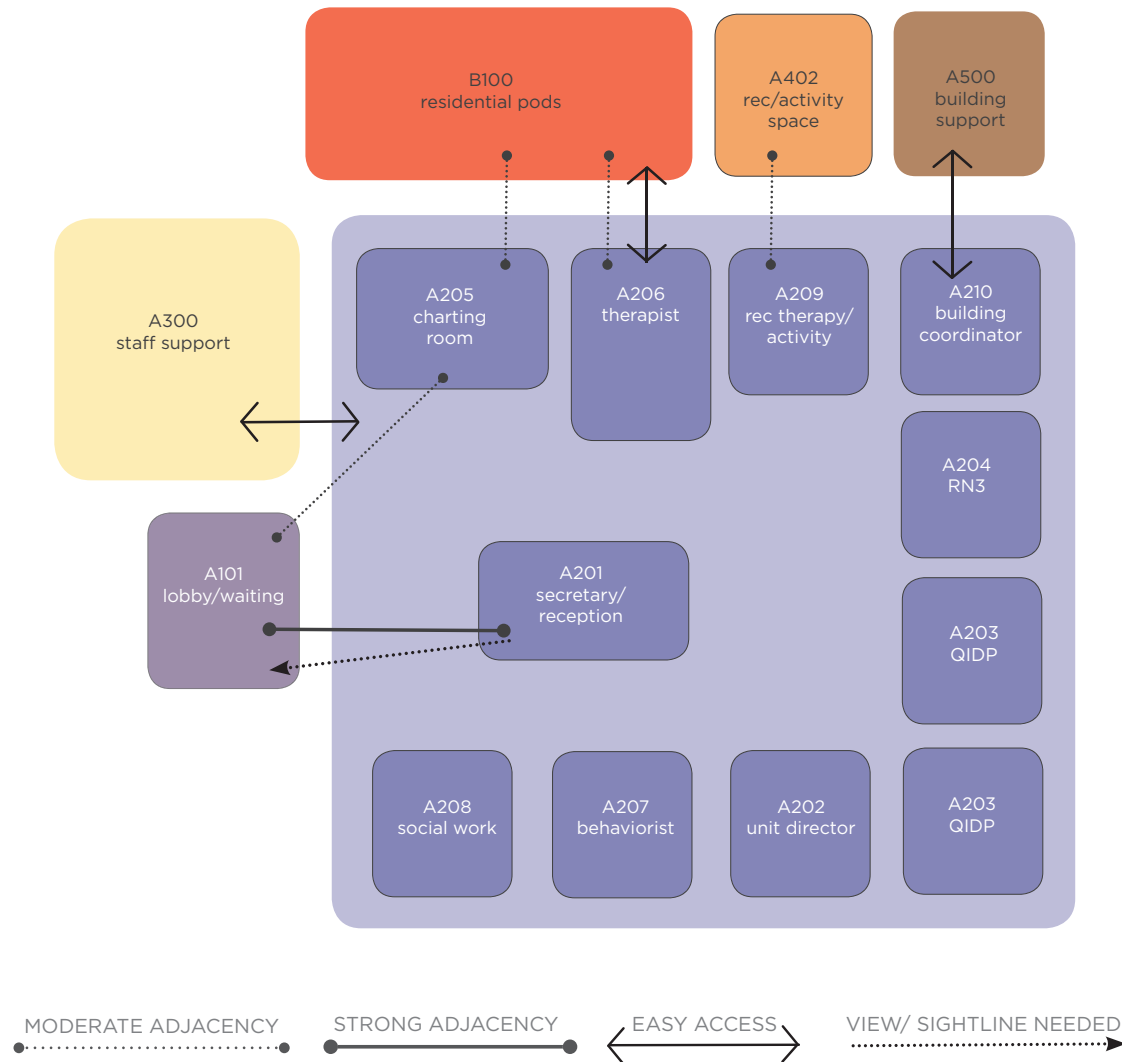 B100
residential pods
A402
rec/activity
space
A500
building
support
A300
staff support
A205
charting
room
A206
therapist
A209
rec therapy/
activity
A210
building
coordinator
A204
RN3
A101
lobby/waiting
A201
secretary/
reception
A203
QIDP
A208
social work
A207
behaviorist
A202
unit director
A203
QIDP
MODERATE ADJACENCY
STRONG ADJACENCY
EASY ACCESS
VIEW/ SIGHTLINE NEEDED